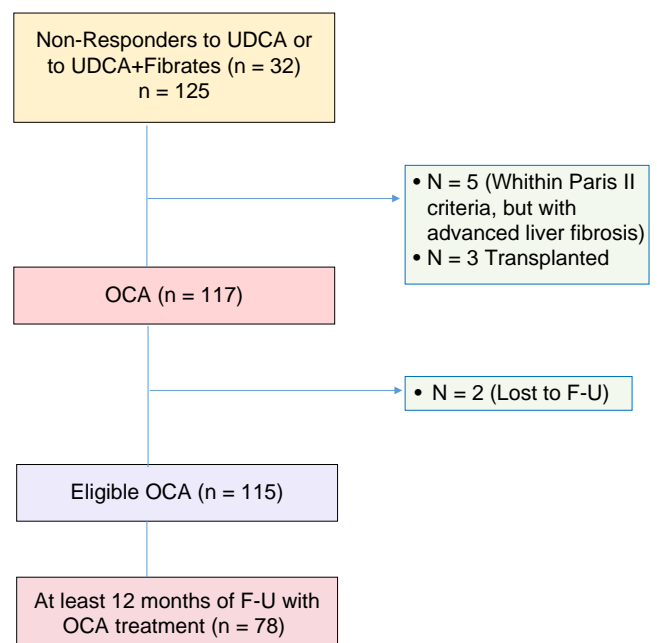 Non-Responders to UDCA or
to UDCA+Fibrates (n = 32)
n = 125
• N = 5 (Whithin Paris II
criteria, but with
advanced liver fibrosis)
• N = 3 Transplanted
OCA (n = 117)
• N = 2 (Lost to F-U)
Eligible OCA (n = 115)
At least 12 months of F-U with
OCA treatment (n = 78)